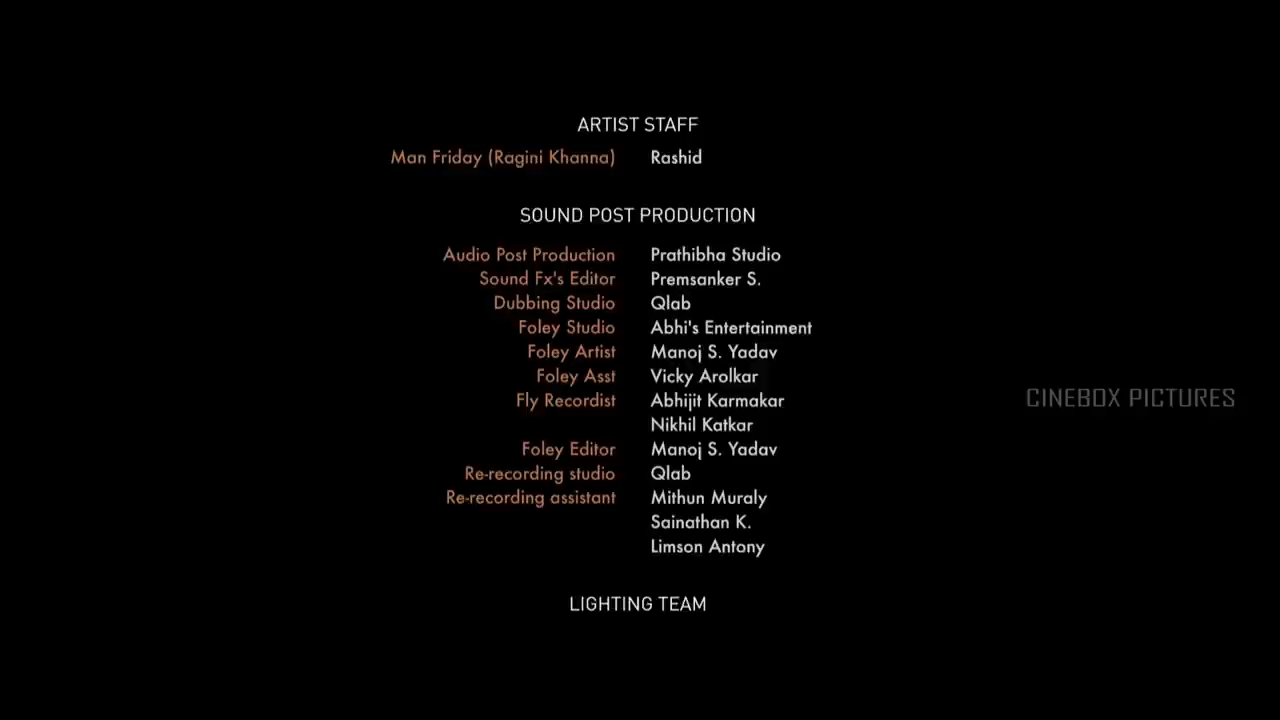 ARTIST STAFF
Man Friday (Ragini Khanna) Rashid
SOUND POST PRODUCTION
Audio Post Production Prathibha Studio
Sound Fx's Editor Premsanker S.
Dubbing Studio Qlab
Foley Studio Abhi's Entertainment
Foley Artist Manoj S. Yadav
Foley Asst Vicky Arolkar
Fly Recordist Abhijit Karmakar
CINEBOX PICTURES
Nikhil Katkar
Foley Editor Manoj S. Yadav
Re-recording studio Qlab
Re-recording assistant Mithun Muraly
Sainathan K.
Limson Antony
LIGHTING TEAM